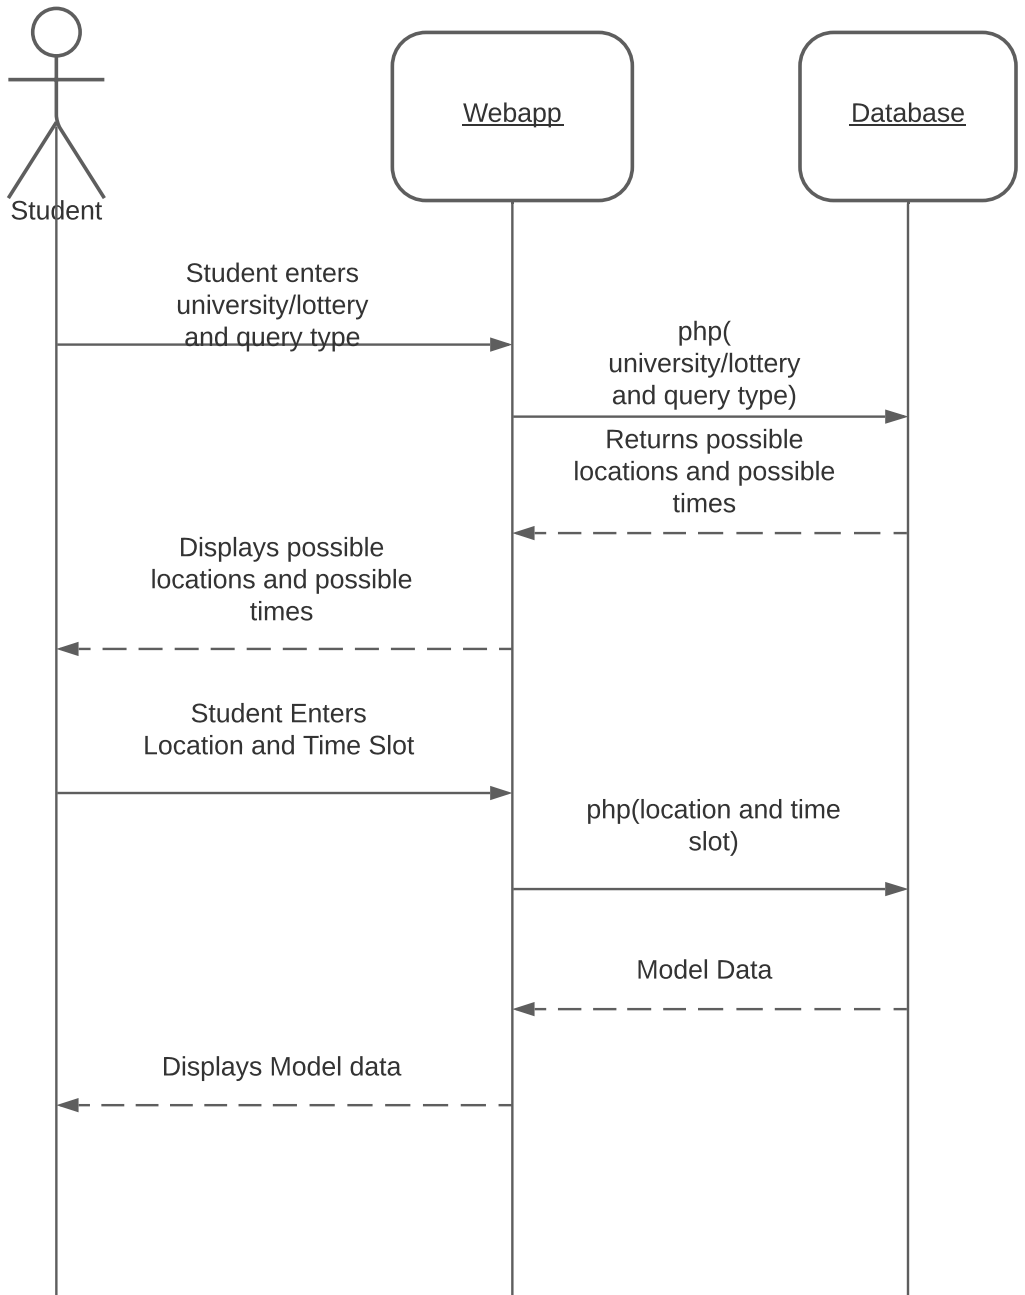 Webapp
Database
Student
Student enters
university/lottery
and query type
php(
university/lottery
and query type)
Returns possible
locations and possible
times
Displays possible
locations and possible
times
Student Enters
Location and Time Slot
php(location and time
slot)
Model Data
Displays Model data